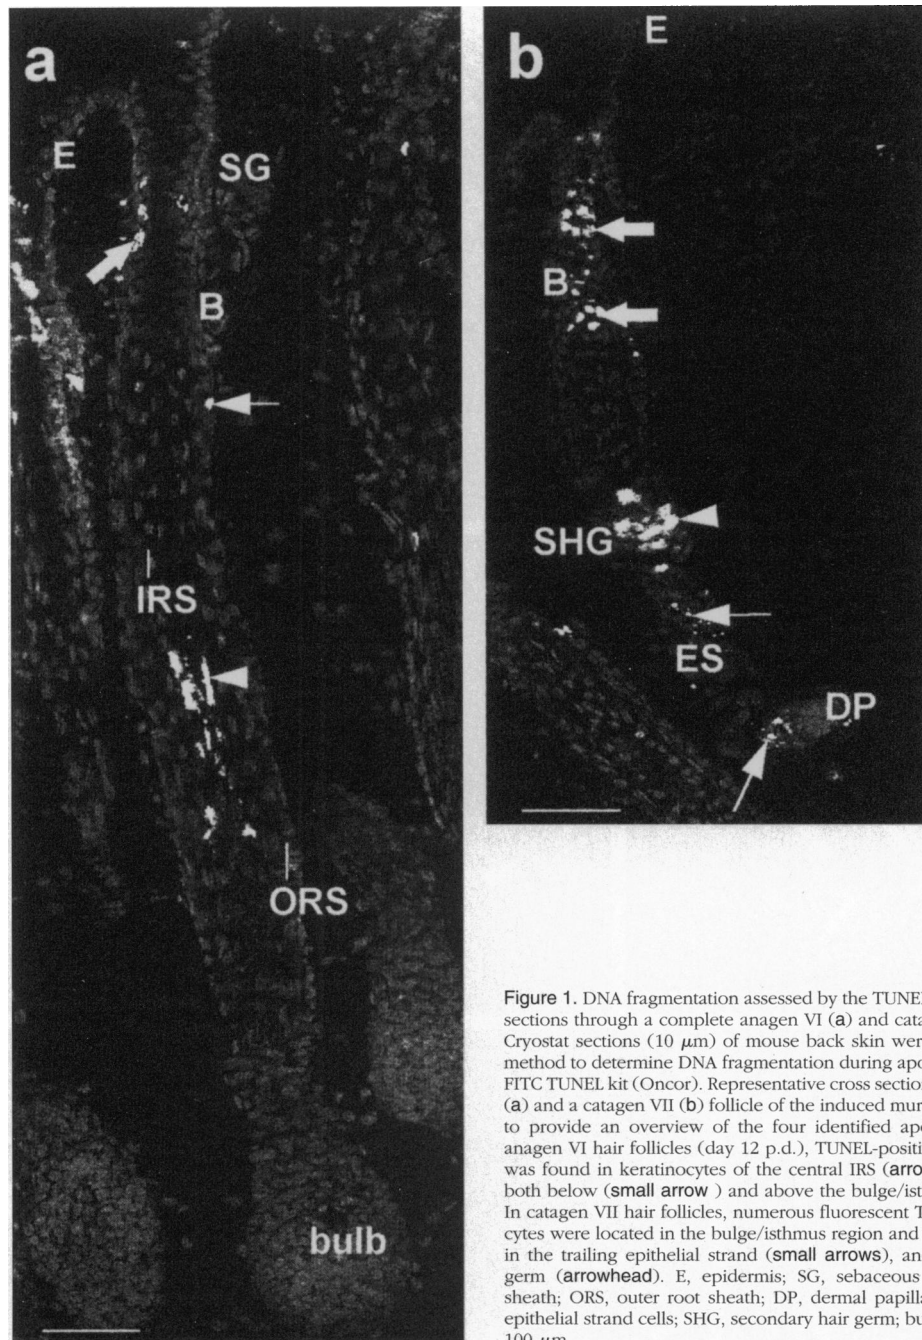 a
E
SG
B
IRS
ORS
bulb
b
E
B
SHG
ES
DP
Figure 1. DNA fragmentation assessed by the TUNEL
sections through a complete anagen VI (a) and cata
Cryostat sections (10 μm) of mouse back skin wer
method to determine DNA fragmentation during apo
FITC TUNEL kit (Oncor). Representative cross section
(a) and a catagen VII (b) follicle of the induced mur
to provide an overview of the four identified ape
anagen VI hair follicles (day 12 p.d.), TUNEL-positi
was found in keratinocytes of the central IRS (arro
both below (small arrow ) and above the bulge/ist
In catagen VII hair follicles, numerous fluorescent T
cytes were located in the bulge/isthmus region and
in the trailing epithelial strand (small arrows), an
germ (arrowhead). E, epidermis; SG, sebaceous
sheath; ORS, outer root sheath; DP, dermal papilla
epithelial strand cells; SHG, secondary hair germ; bu
100 μm